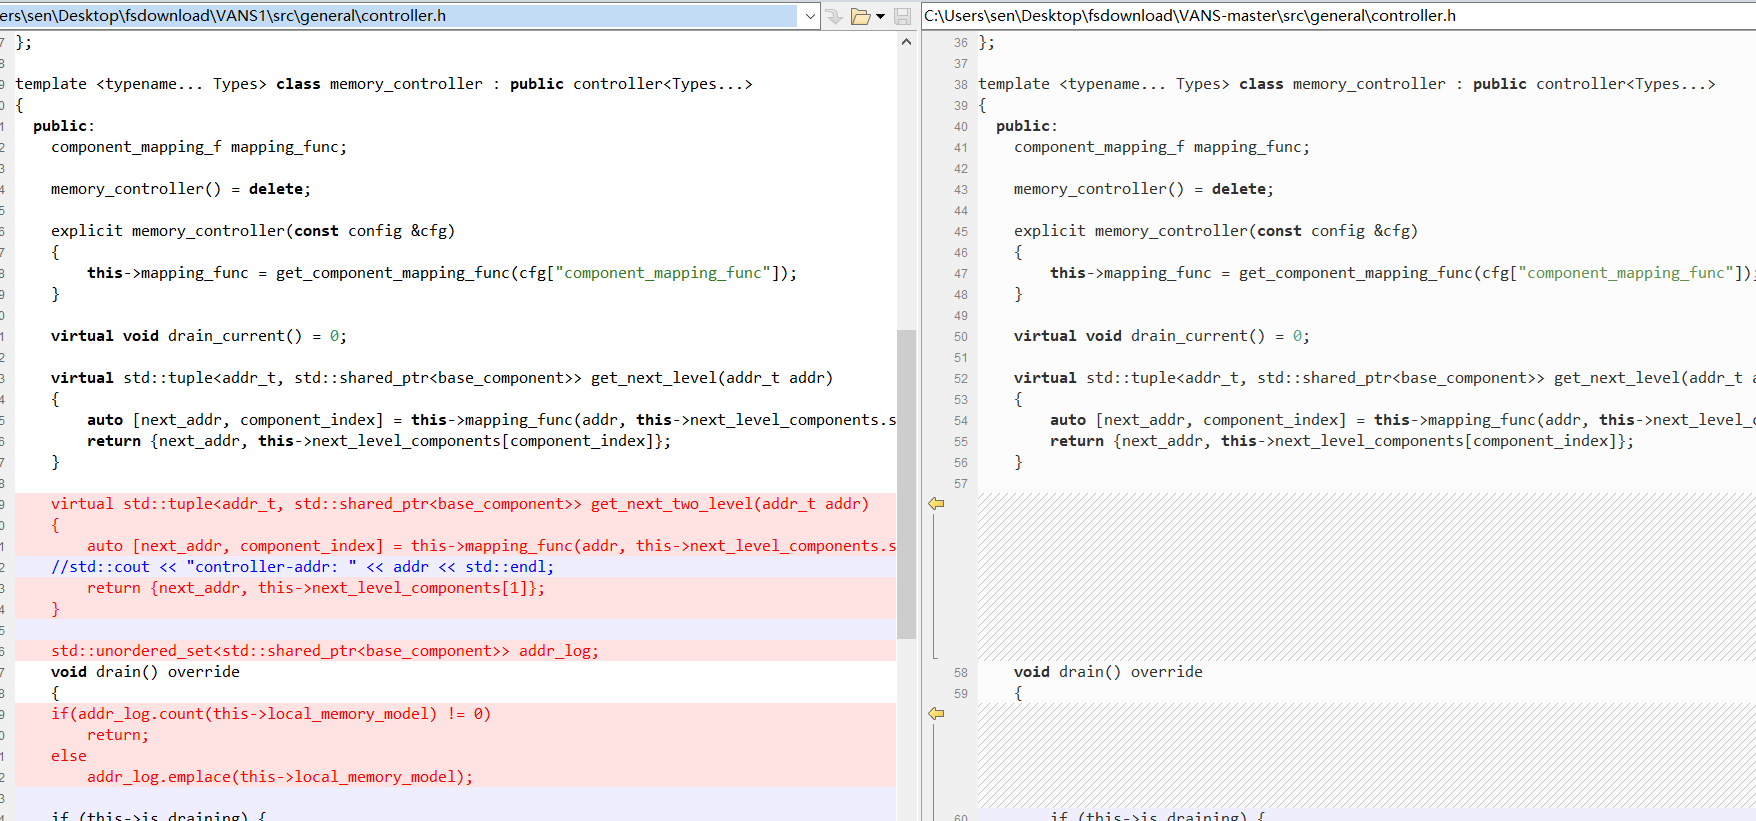 ers\sen\Desktop\fsdownload\VANS1\src\general\controller.h
7 };
8
9 template <typename... Types> class memory_controller : public controller<Types...>
0 {
1 public:
2 component_mapping_f mapping_func;
3
4 memory_controller() = delete;
5
6 explicit memory_controller(const config &cfg)
7 {
8 this->mapping_func = get_component_mapping_func(cfg["component_mapping_func"]);
9 }
0
1 virtual void drain_current() = 0;
2
3 virtual std::tuple<addr_t, std::shared_ptr<base_component>> get_next_level(addr_t addr)
4 {
5 auto [next_addr, component_index] = this->mapping_func(addr, this->next_level_components.s
6 return {next_addr, this->next_level_components[component_index]};
7 }
8
9 virtual std::tuple<addr_t, std::shared_ptr<base_component>> get_next_two_level(addr_t addr)
0 {
1 auto [next_addr, component_index] = this->mapping_func(addr, this->next_level_components.s
2 //std::cout << "controller-addr: " << addr << std::endl;
3 return {next_addr, this->next_level_components[1]};
4 }
5
6 std::unordered_set<std::shared_ptr<base_component>> addr_log;
7 void drain() override
8 {
9 if(addr_log.count(this->local_memory_model) != 0)
0 return;
1 else
2 addr_log.emplace(this->local_memory_model);
3
4 if (this->is_draining) {
C:\Users\sen\Desktop\fsdownload\VANS-master\src\general\controller.h
36 };
37
38 template <typename... Types> class memory_controller : public controller<Types...>
39 {
40 public:
41 component_mapping_f mapping_func;
42
43 memory_controller() = delete;
44
45 explicit memory_controller(const config &cfg)
46 {
47 this->mapping_func = get_component_mapping_func(cfg["component_mapping_func"]);
48 }
49
50 virtual void drain_current() = 0;
51
52 virtual std::tuple<addr_t, std::shared_ptr<base_component>> get_next_level(addr_t a
53 {
54 auto [next_addr, component_index] = this->mapping_func(addr, this->next_level_c
55 return {next_addr, this->next_level_components[component_index]};
56 }
57
58 void drain() override
59 {
60 if (this->is_draining) {